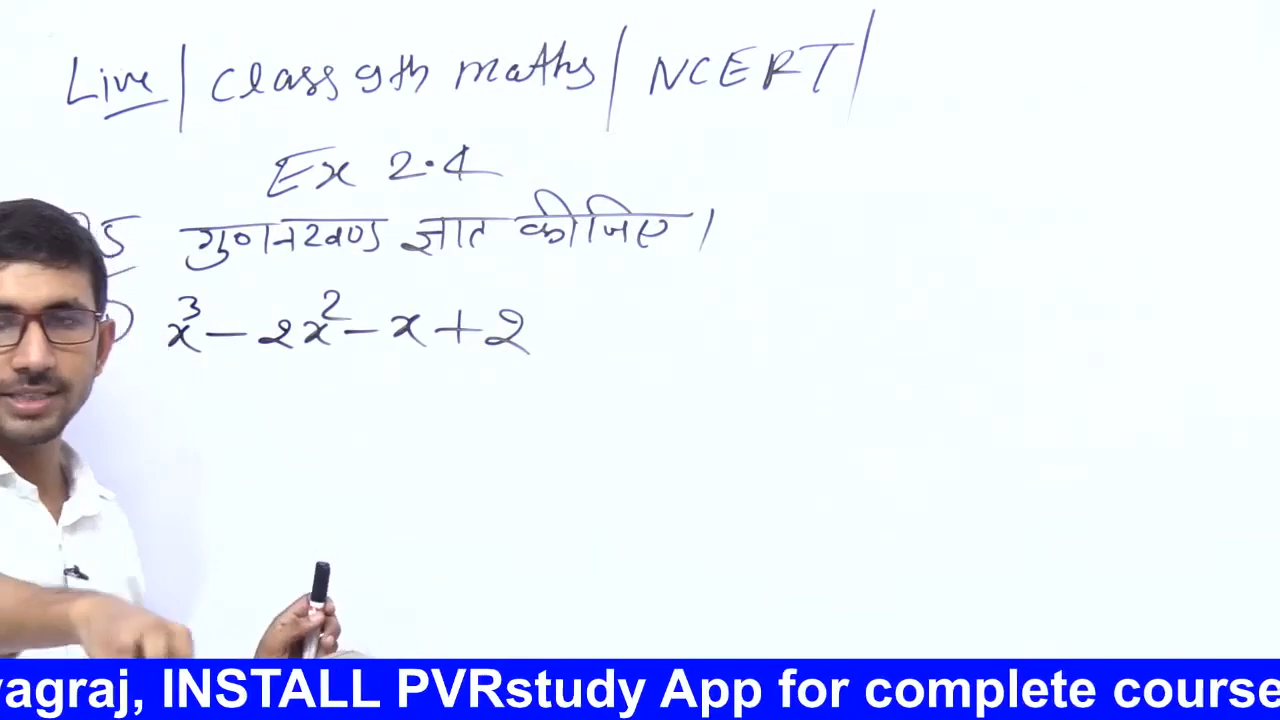 Live | Class 9th maths | NCERT |
Ex 2.4
5 गुणनखण्ड ज्ञात कीजिए।
x³ - 2x² - x + 2
yagraj, INSTALL PVRstudy App for complete course